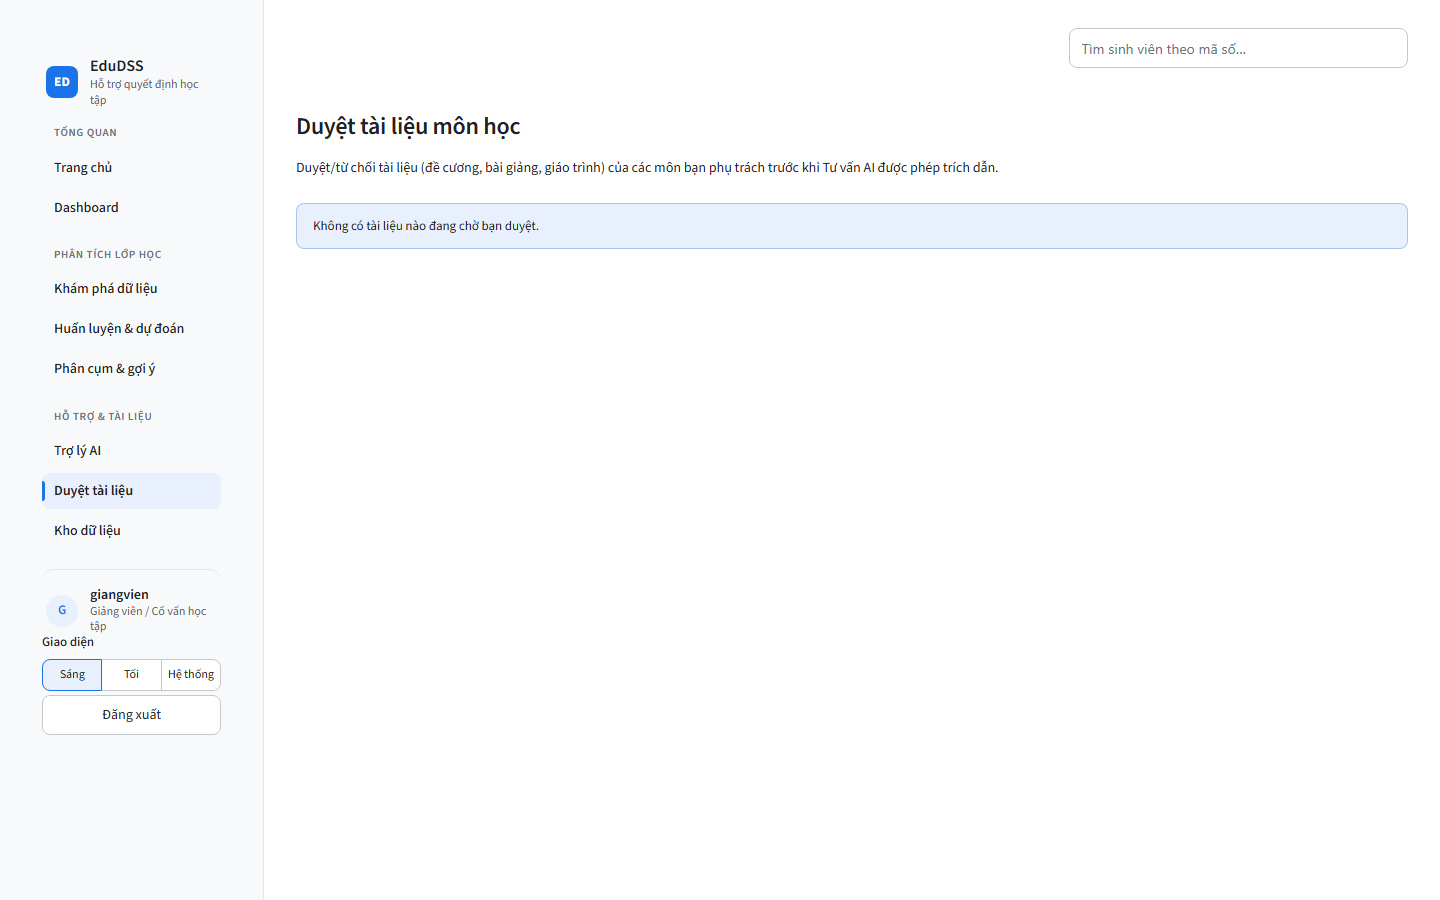 ED
EduDSS
Hỗ trợ quyết định học
tập
TỔNG QUAN
Trang chủ
Dashboard
PHÂN TÍCH LỚP HỌC
Khám phá dữ liệu
Huấn luyện & dự đoán
Phân cụm & gợi ý
HỖ TRỢ & TÀI LIỆU
Trợ lý AI
Duyệt tài liệu
Kho dữ liệu
G
giangvien
Giảng viên / Cố vấn học
tập
Giao diện
Sáng
Tối
Hệ thống
Đăng xuất
Tìm sinh viên theo mã số...
Duyệt tài liệu môn học
Duyệt/từ chối tài liệu (đề cương, bài giảng, giáo trình) của các môn bạn phụ trách trước khi Tư vấn AI được phép trích dẫn.
Không có tài liệu nào đang chờ bạn duyệt.